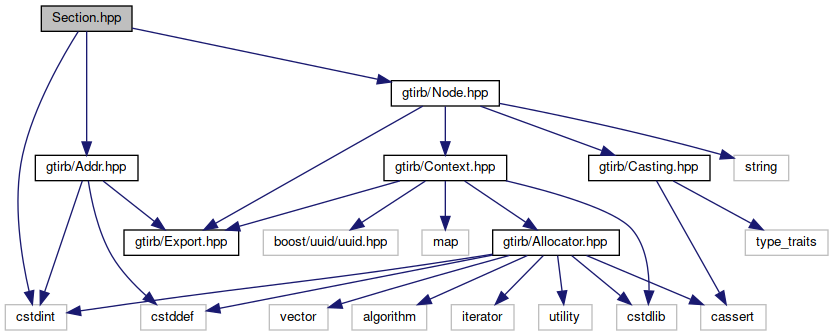 Section.hpp
gtirb/Node.hpp
gtirb/Addr.hpp
gtirb/Context.hpp
gtirb/Casting.hpp
string
gtirb/Export.hpp
boost/uuid/uuid.hpp
map
gtirb/Allocator.hpp
type_traits
cstdint
cstddef
vector
algorithm
iterator
utility
cstdlib
cassert